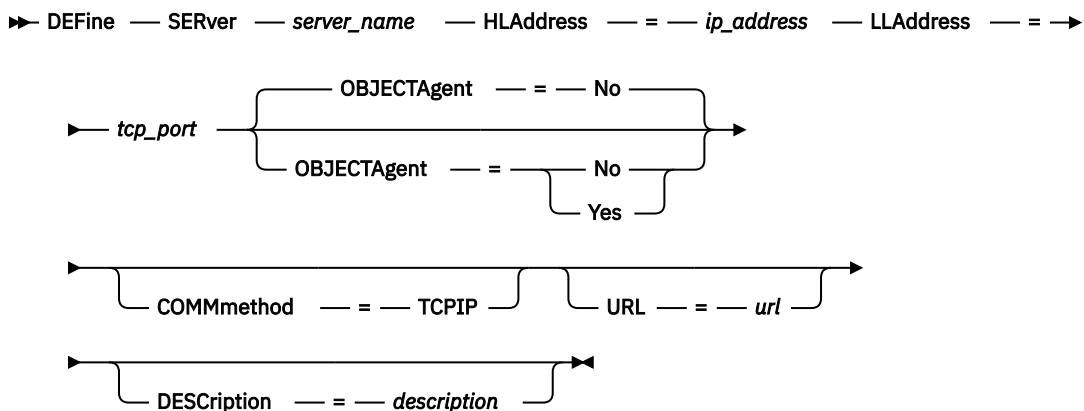 DEFine SERver server_name HLAddress = ip_address LLAddress =
OBJECTAgent = No
tcp_port
OBJECTAgent = No
Yes
COMMmethod = TCPIP URL = url
DESCription = description